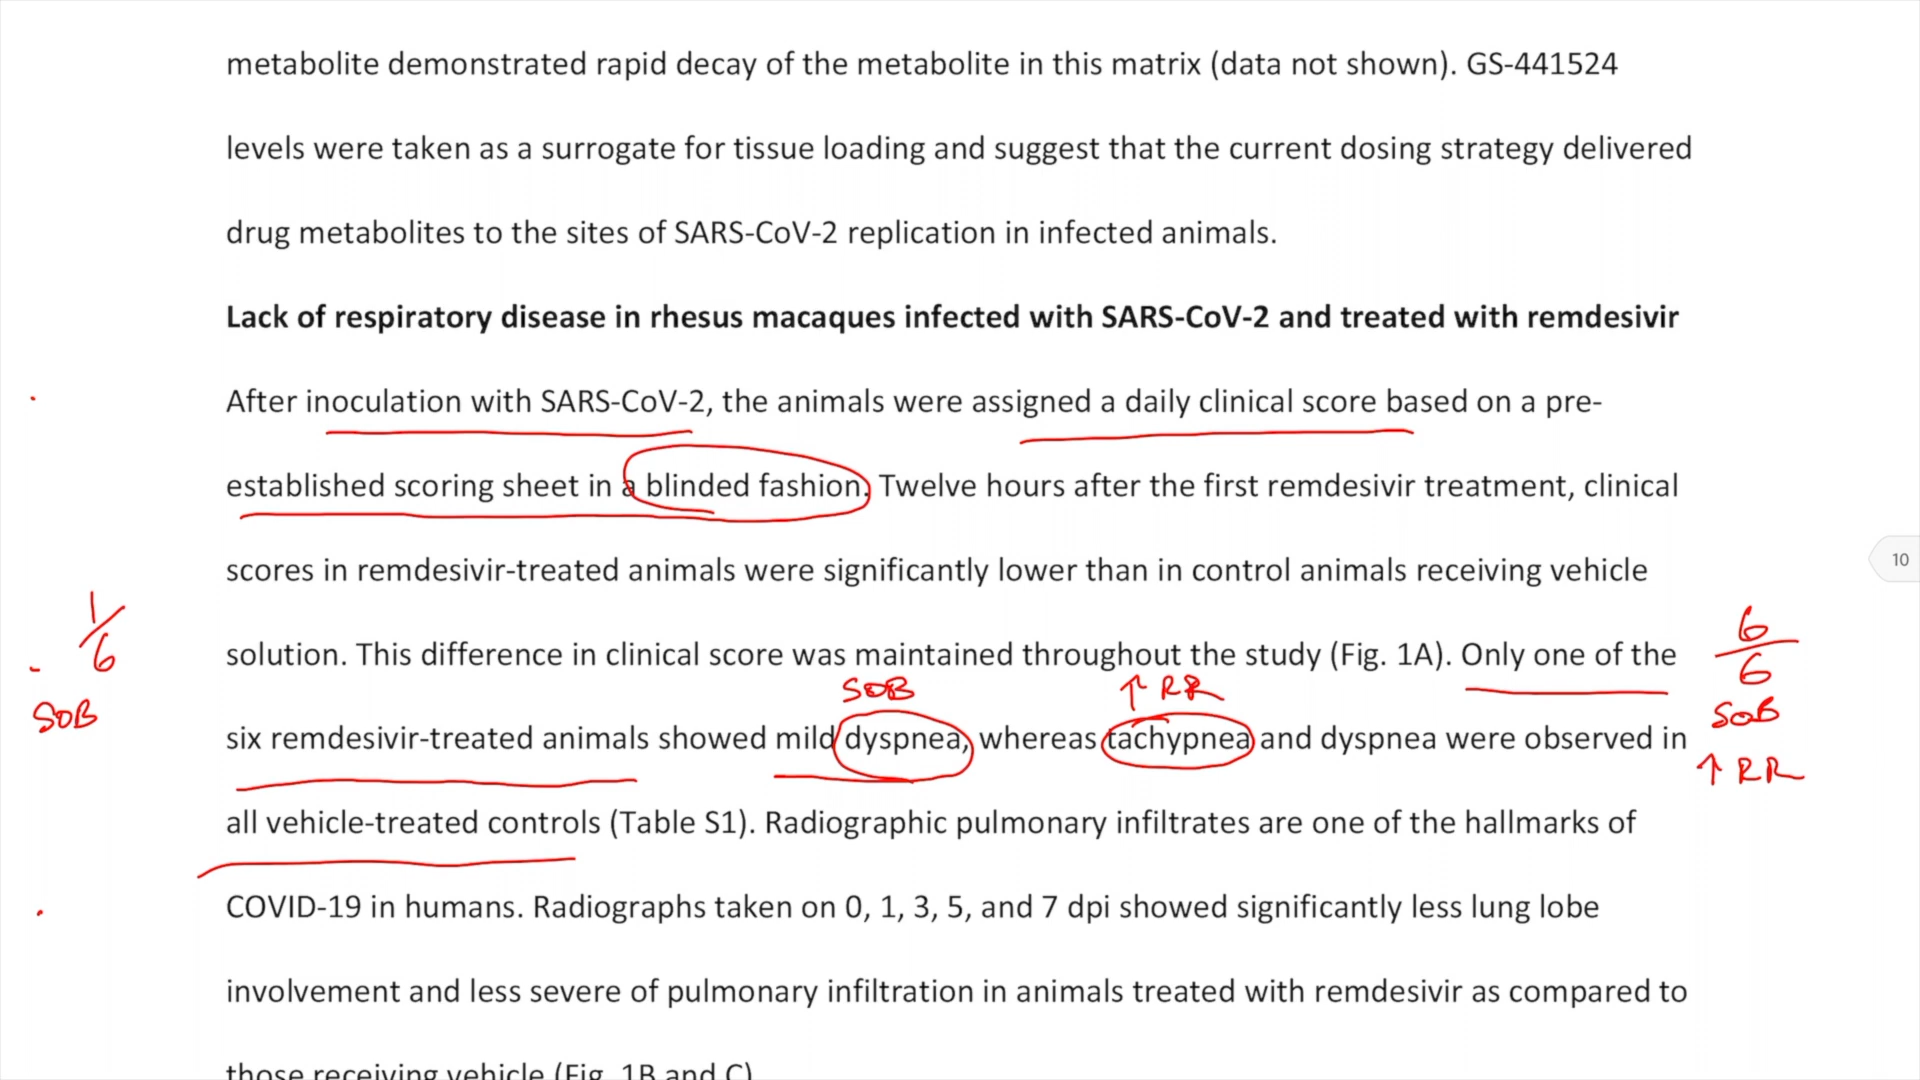 metabolite demonstrated rapid decay of the metabolite in this matrix (data not shown). GS-441524
levels were taken as a surrogate for tissue loading and suggest that the current dosing strategy delivered
drug metabolites to the sites of SARS-CoV-2 replication in infected animals.
Lack of respiratory disease in rhesus macaques infected with SARS-CoV-2 and treated with remdesivir
After inoculation with SARS-CoV-2, the animals were assigned a daily clinical score based on a pre-
established scoring sheet in a blinded fashion. Twelve hours after the first remdesivir treatment, clinical
10
scores in remdesivir-treated animals were significantly lower than in control animals receiving vehicle
1/6
solution. This difference in clinical score was maintained throughout the study (Fig. 1A). Only one of the
6/6
SOB
SOB
↑ RR
SOB
six remdesivir-treated animals showed mild dyspnea, whereas tachypnea and dyspnea were observed in
↑ RR
all vehicle-treated controls (Table S1). Radiographic pulmonary infiltrates are one of the hallmarks of
COVID-19 in humans. Radiographs taken on 0, 1, 3, 5, and 7 dpi showed significantly less lung lobe
involvement and less severe of pulmonary infiltration in animals treated with remdesivir as compared to
those receiving vehicle (Fig. 1B and C)